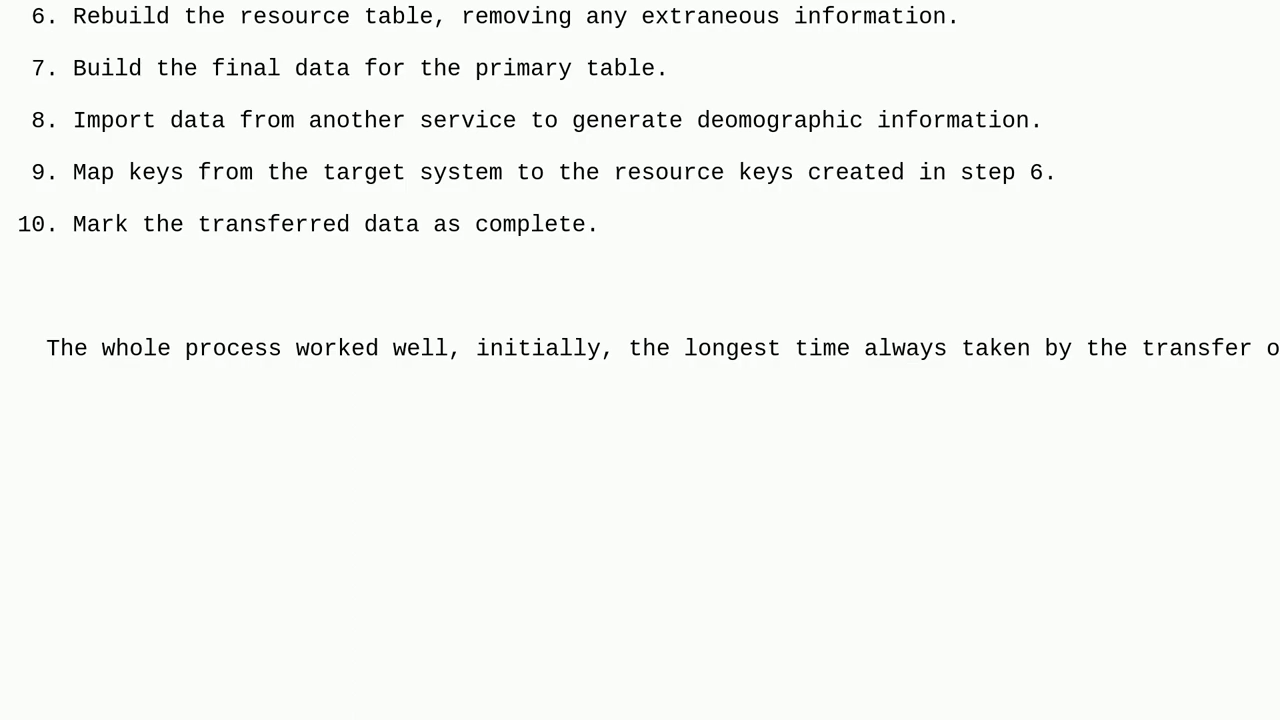 6. Rebuild the resource table, removing any extraneous information.
7. Build the final data for the primary table.
8. Import data from another service to generate deomographic information.
9. Map keys from the target system to the resource keys created in step 6.
10. Mark the transferred data as complete.
The whole process worked well, initially, the longest time always taken by the transfer o